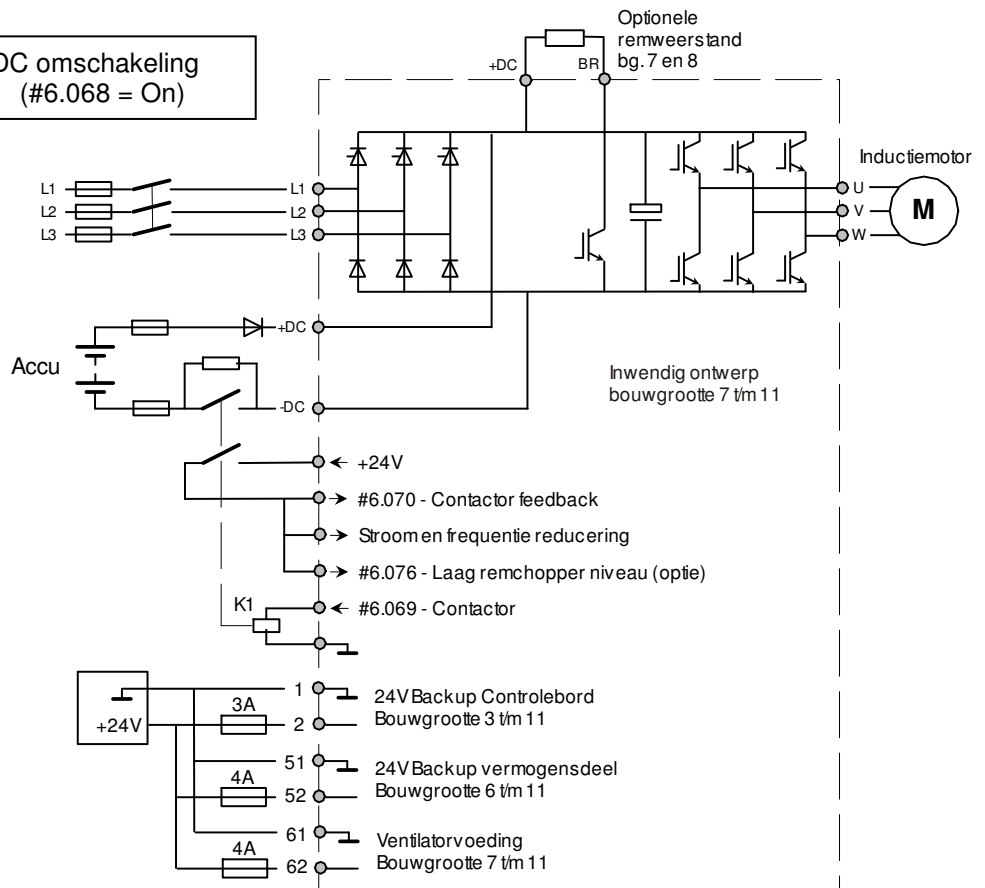 DC omschakeling
(#6.068 = On)
Optionele
remweerstand
bg. 7 en 8
+DC
BR
Inductiemotor
L1
L2
L3
L1
L2
L3
U
V
W
M
+DC
Accu
-DC
Inwendig ontwerp
bouwgrootte 7 t/m 11
+24V
#6.070 - Contactor feedback
Stroom en frequentie reducering
#6.076 - Laag remchopper niveau (optie)
K1
#6.069 - Contactor
+24V
3A
1
2
24V Backup Controlebord
Bouwgrootte 3 t/m 11
4A
51
52
24V Backup vermogensdeel
Bouwgrootte 6 t/m 11
4A
61
62
Ventilatorvoeding
Bouwgrootte 7 t/m 11